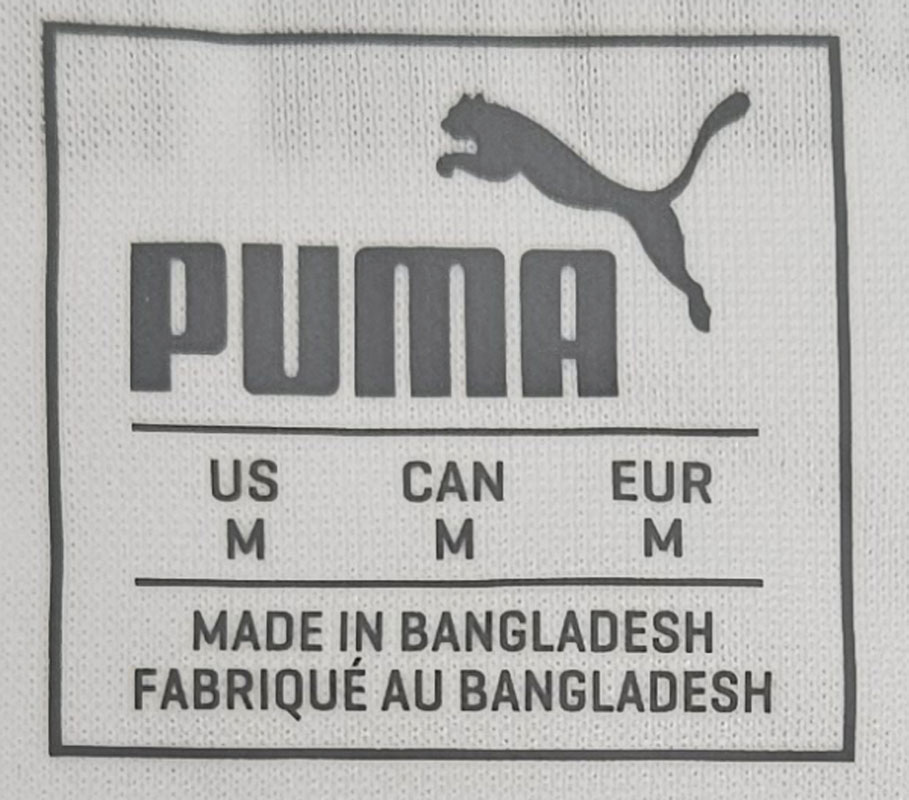 PUMA
US CAN EUR
M M M
MADE IN BANGLADESH
FABRIQUÉ AU BANGLADESH